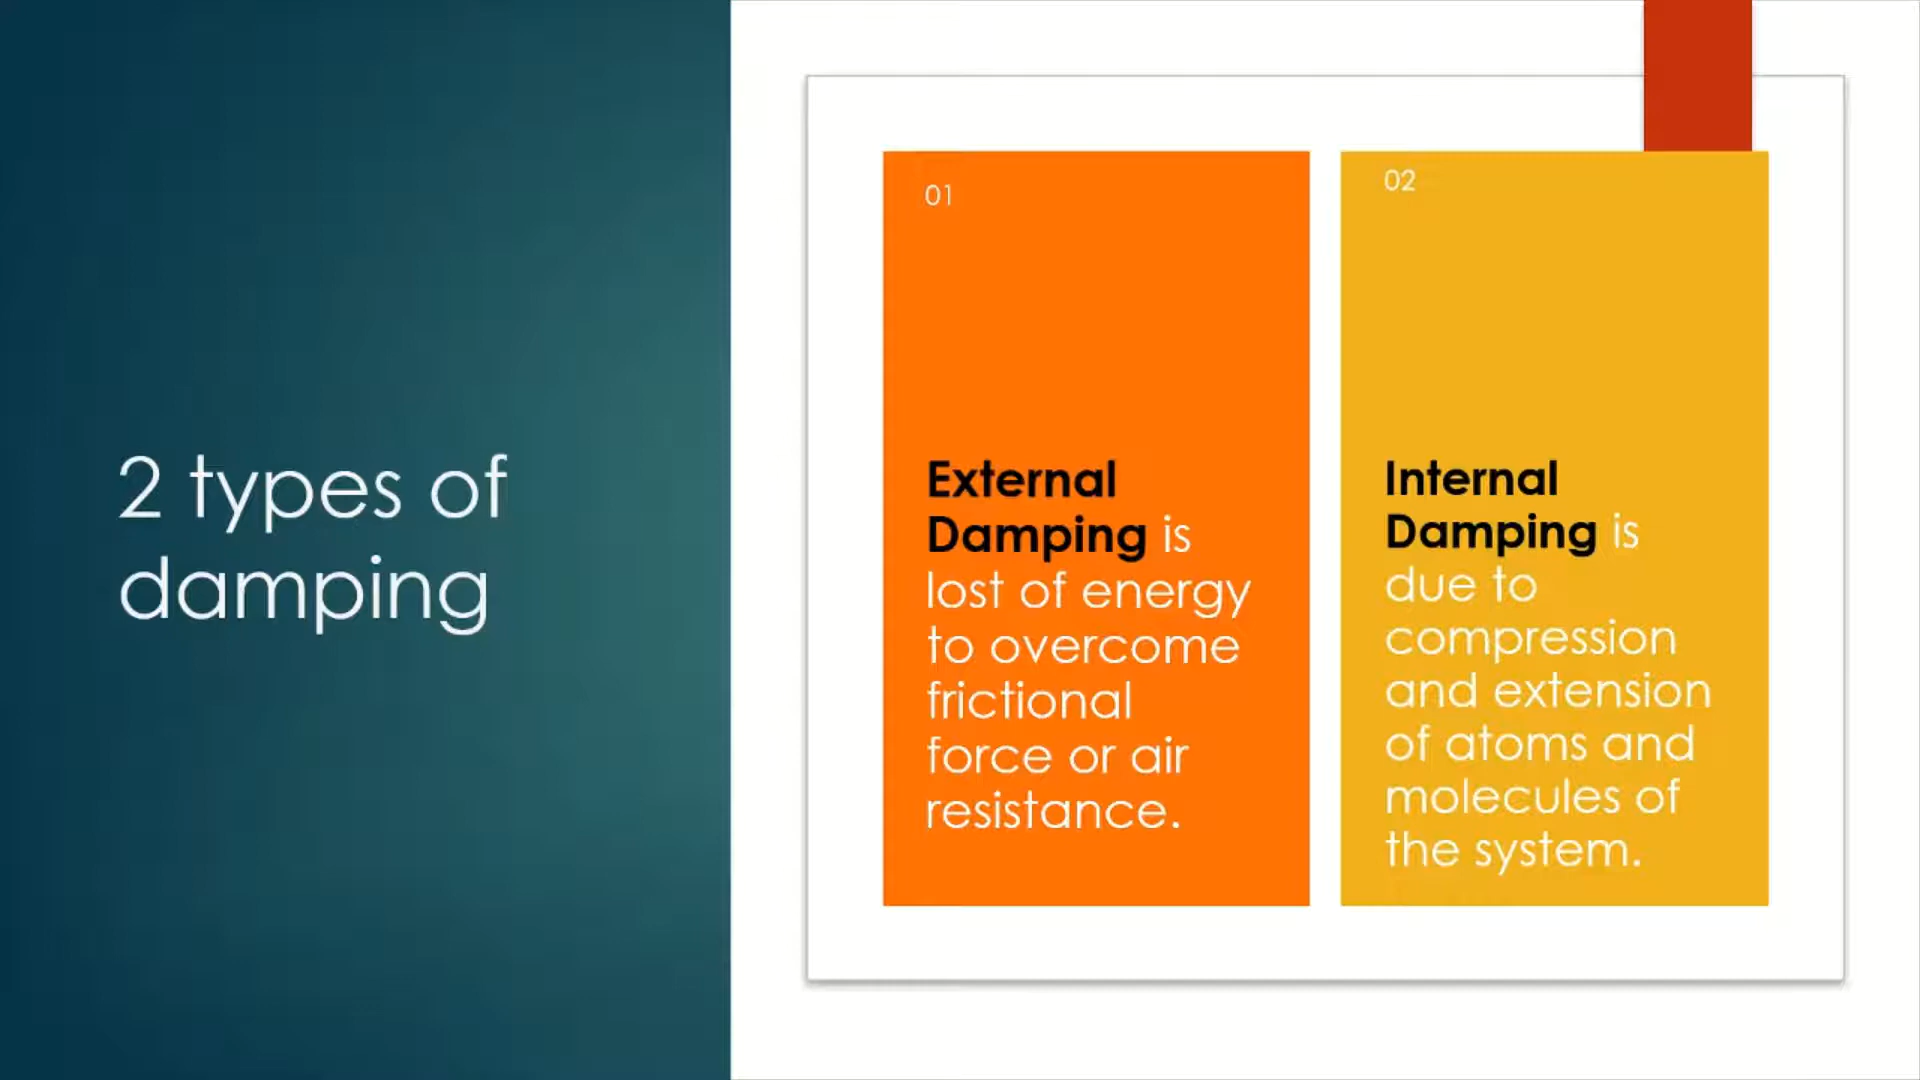 2 types of
damping
01
External
Damping is
lost of energy
to overcome
frictional
force or air
resistance.
02
Internal
Damping is
due to
compression
and extension
of atoms and
molecules of
the system.